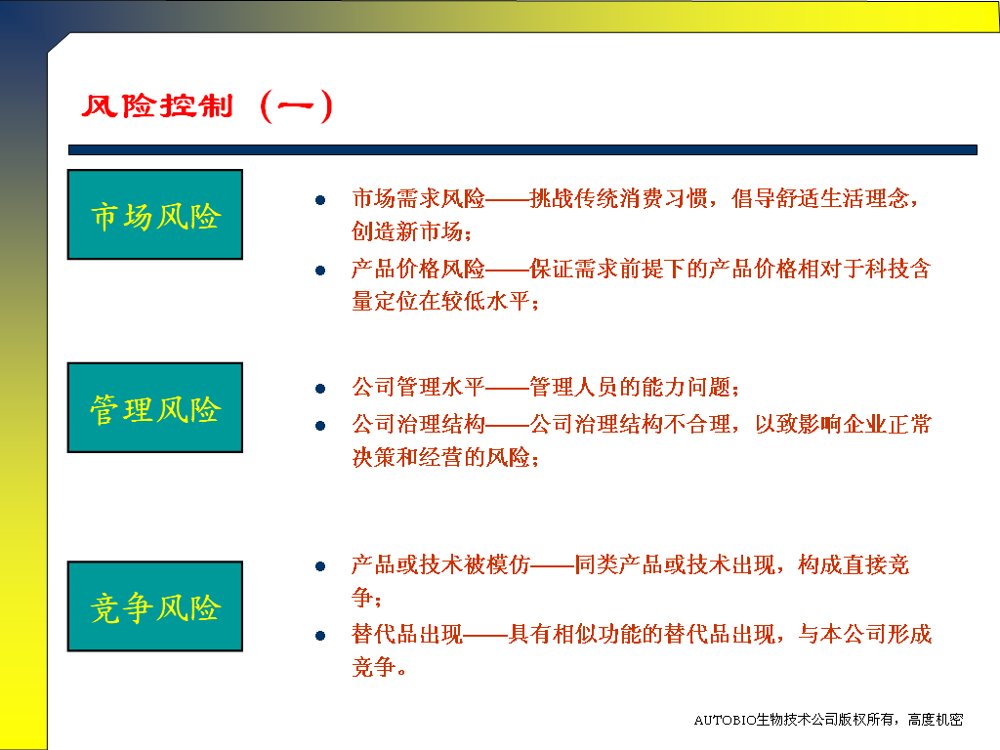 风险控制（一）
市场风险
市场需求风险——挑战传统消费习惯，倡导舒适生活理念，
创造新市场；
产品价格风险——保证需求前提下的产品价格相对于科技含
量定位在较低水平；
管理风险
公司管理水平——管理人员的能力问题；
公司治理结构——公司治理结构不合理，以致影响企业正常
决策和经营的风险；
竞争风险
产品或技术被模仿——同类产品或技术出现，构成直接竞
争；
替代品出现——具有相似功能的替代品出现，与本公司形成
竞争。
AUTOBIO生物技术公司版权所有，高度机密